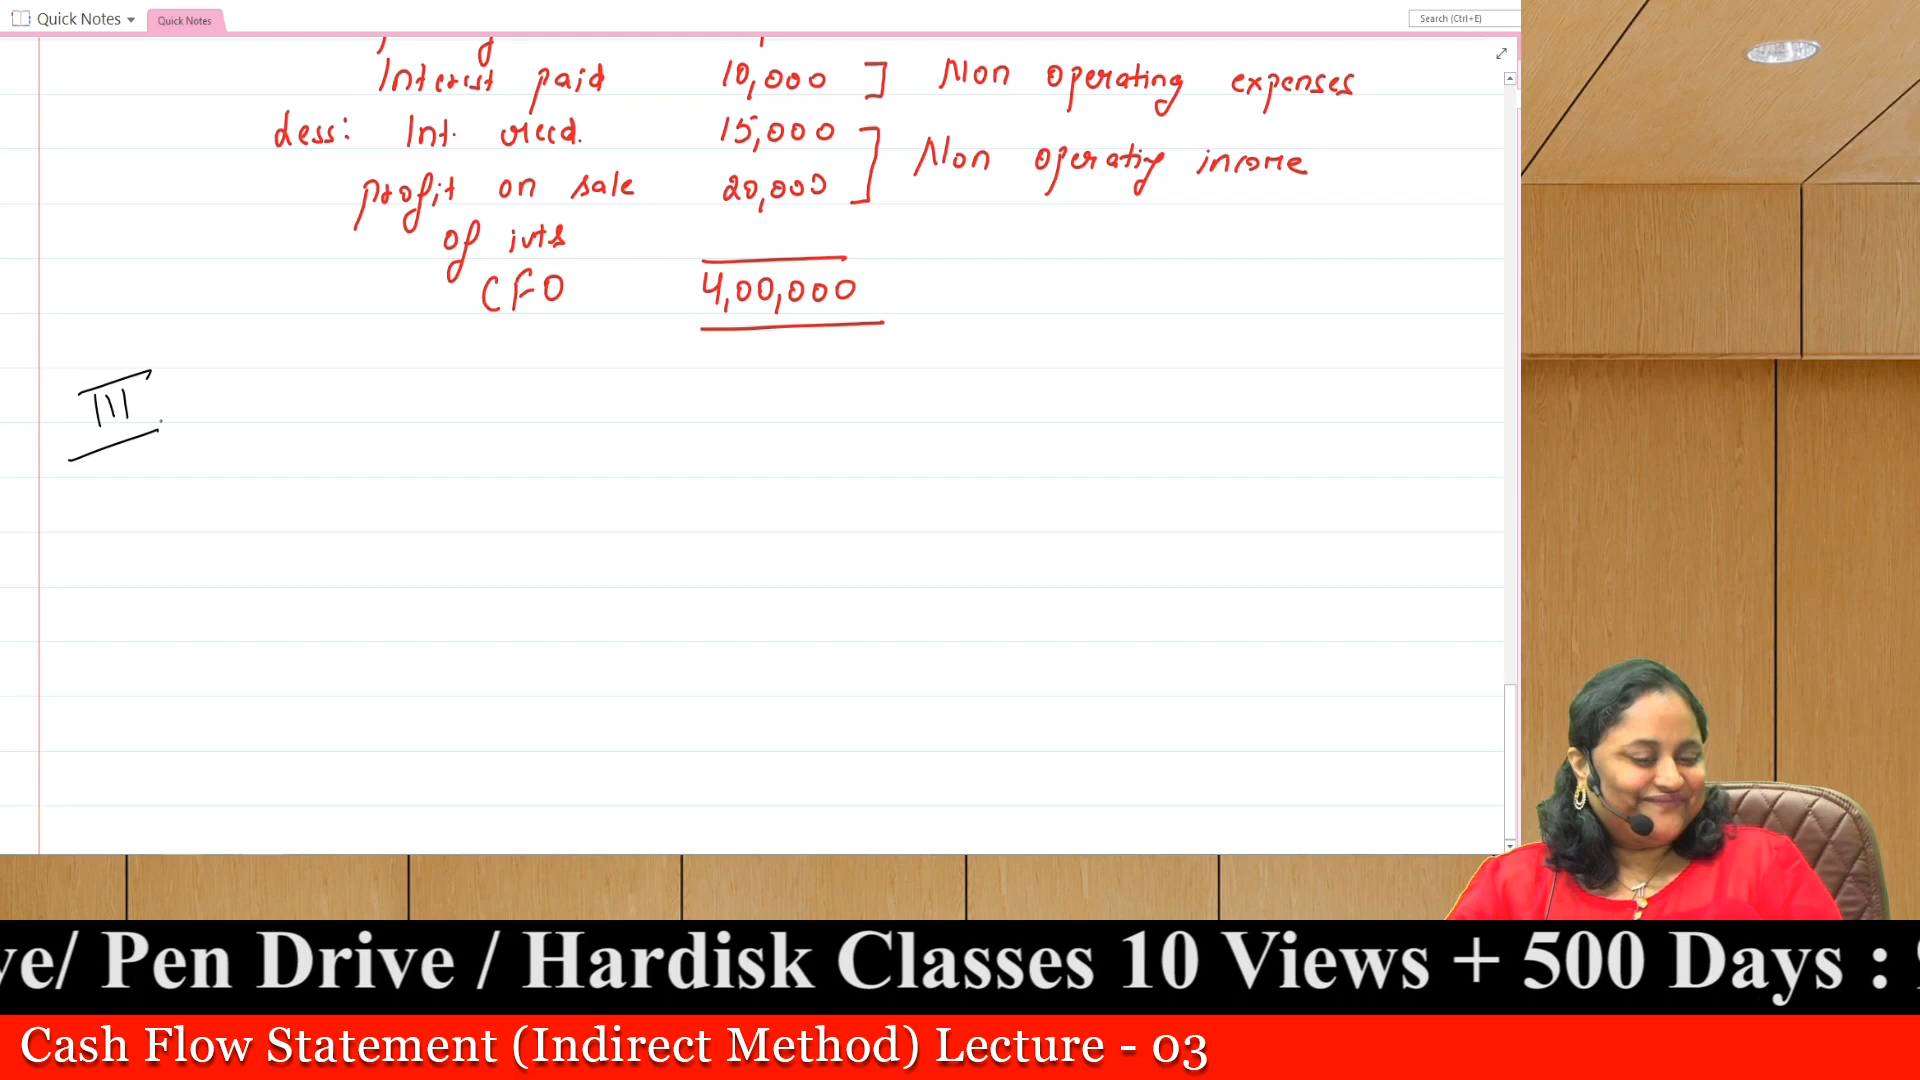 Quick Notes
Quick Notes
Search (Ctrl+E)
Interest paid 10,000 ] Non operating expenses
Less: Int. recd. 15,000 ] Non operating income
profit on sale 20,000
of ivts
CFO 4,00,000
III
ve/ Pen Drive / Hardisk Classes 10 Views + 500 Days :
Cash Flow Statement (Indirect Method) Lecture - 03